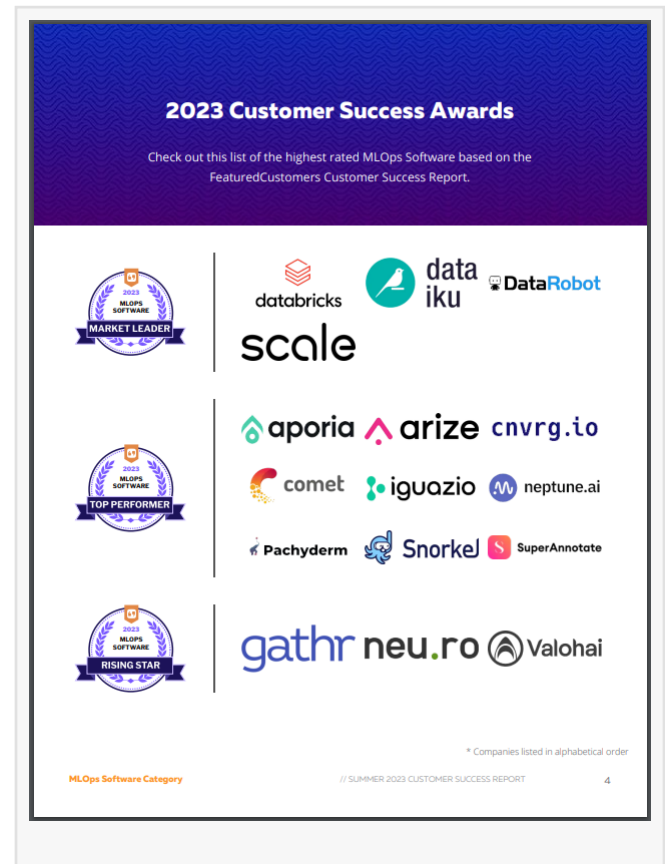 2023 Customer Success Awards
Check out this list of the highest rated MLOps Software based on the
FeaturedCustomers Customer Success Report.
2023
MLOPS
SOFTWARE
MARKET LEADER
databricks
data
iku
DataRobot
scale
2023
MLOPS
SOFTWARE
TOP PERFORMER
aporia
arize
cnvrg.io
comet
iguazio
neptune.ai
Pachyderm
Snorkel
SuperAnnotate
2023
MLOPS
SOFTWARE
RISING STAR
gathr
neu.ro
Valohai
* Companies listed in alphabetical order
MLOps Software Category
// SUMMER 2023 CUSTOMER SUCCESS REPORT
4